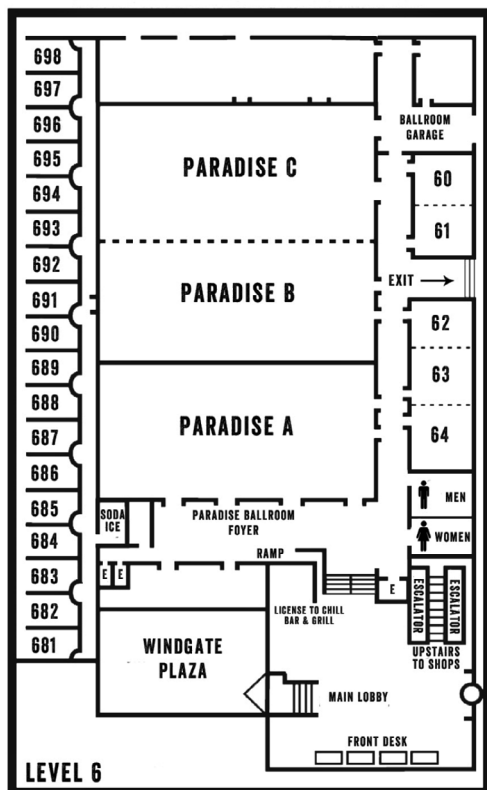 698
697
696
695
694
693
692
691
690
689
688
687
686
685
684
683
682
681
PARADISE C
PARADISE B
PARADISE A
BALLROOM
GARAGE
60
61
EXIT
62
63
64
MEN
WOMEN
SODA
ICE
PARADISE BALLROOM
FOYER
RAMP
E
E
E
LICENSE TO CHILL
BAR & GRILL
ESCALATOR
ESCALATOR
UPSTAIRS
TO SHOPS
WINDGATE
PLAZA
MAIN LOBBY
FRONT DESK
LEVEL 6